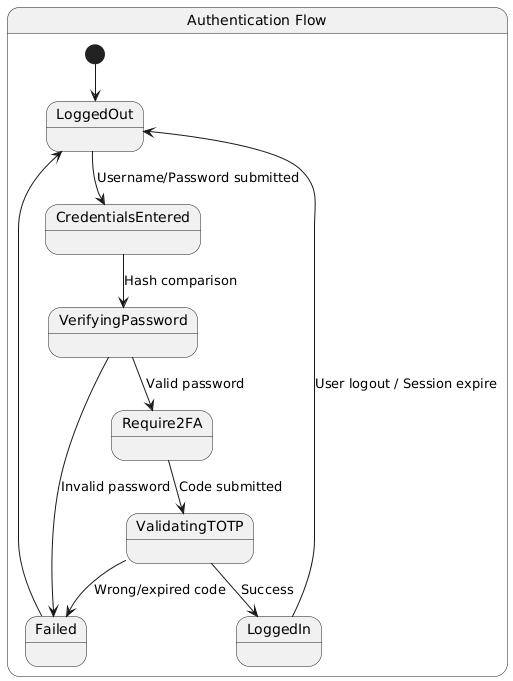 Authentication Flow
LoggedOut
Username/Password submitted
CredentialsEntered
Hash comparison
VerifyingPassword
Valid password
User logout / Session expire
Require2FA
Invalid password
Code submitted
ValidatingTOTP
Wrong/expired code
Success
Failed
LoggedIn